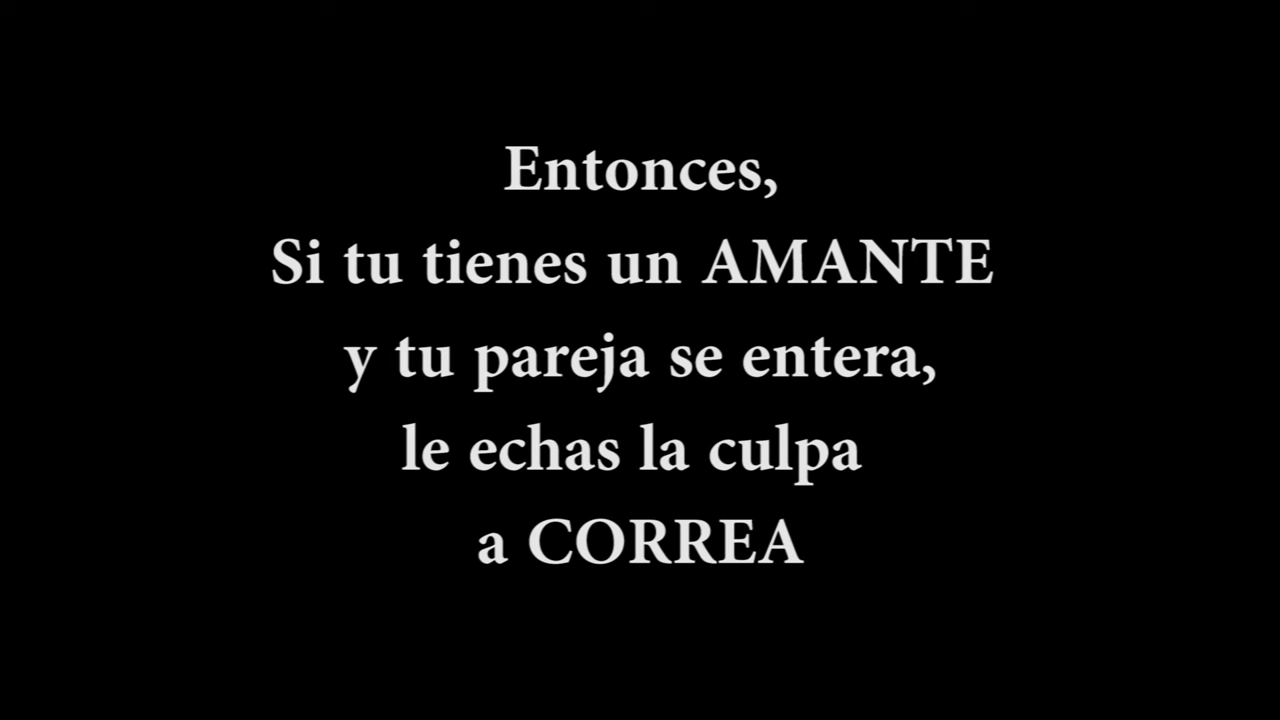 Entonces,
Si tu tienes un AMANTE
y tu pareja se entera,
le echas la culpa
a CORREA